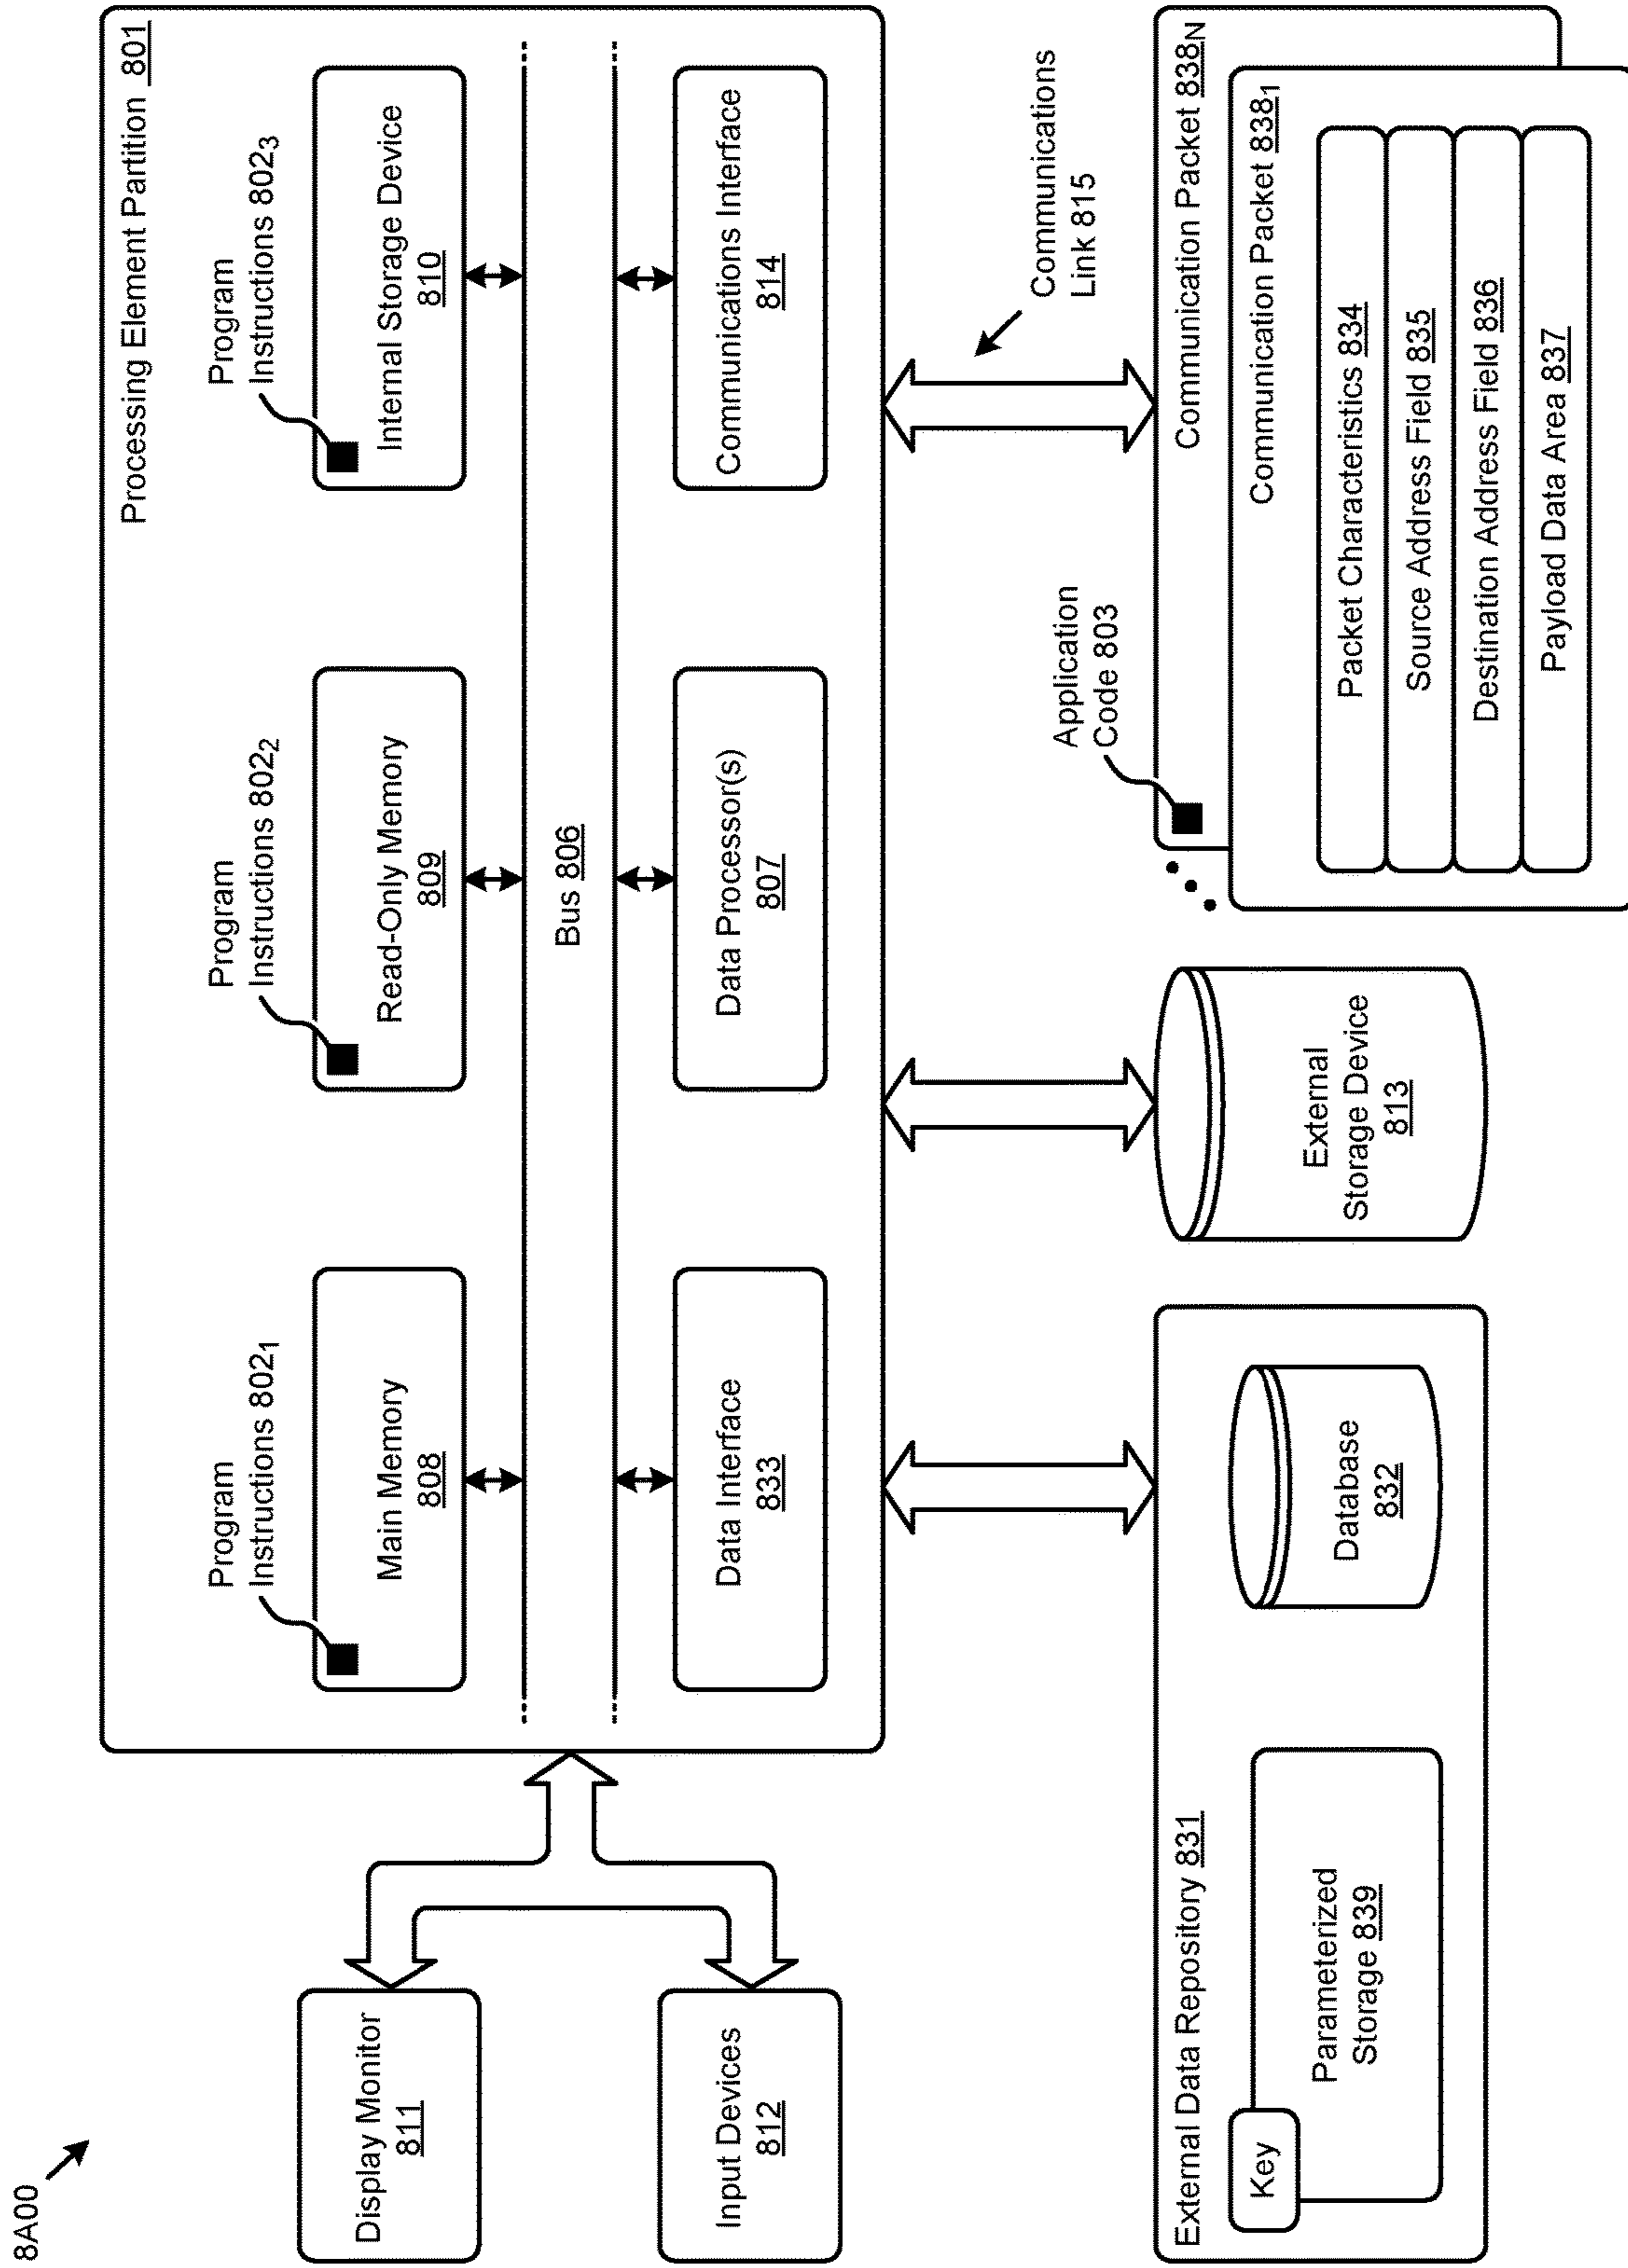 8A00
Processing Element Partition 801
Program
Instructions 802₁
Program
Instructions 802₂
Program
Instructions 802₃
Main Memory
808
Read-Only Memory
809
Internal Storage Device
810
Display Monitor
811
Bus 806
Input Devices
812
Data Interface
833
Data Processor(s)
807
Communications Interface
814
Communications
Link 815
Application
Code 803
External Data Repository 831
Key
Parameterized
Storage 839
Database
832
External
Storage Device
813
Communication Packet 838N
Communication Packet 838₁
Packet Characteristics 834
Source Address Field 835
Destination Address Field 836
Payload Data Area 837